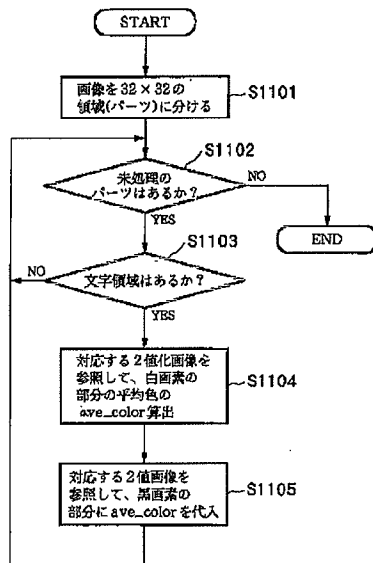 START
画像を32×32の
領域(パーツ)に分ける
S1101
S1102
未処理の
パーツはあるか?
NO
YES
END
S1103
文字領域はあるか?
NO
YES
対応する2値化画像を
参照して、白画素の
部分の平均色の
ave_color算出
S1104
対応する2値画像を
参照して、黒画素の
部分にave_colorを代入
S1105